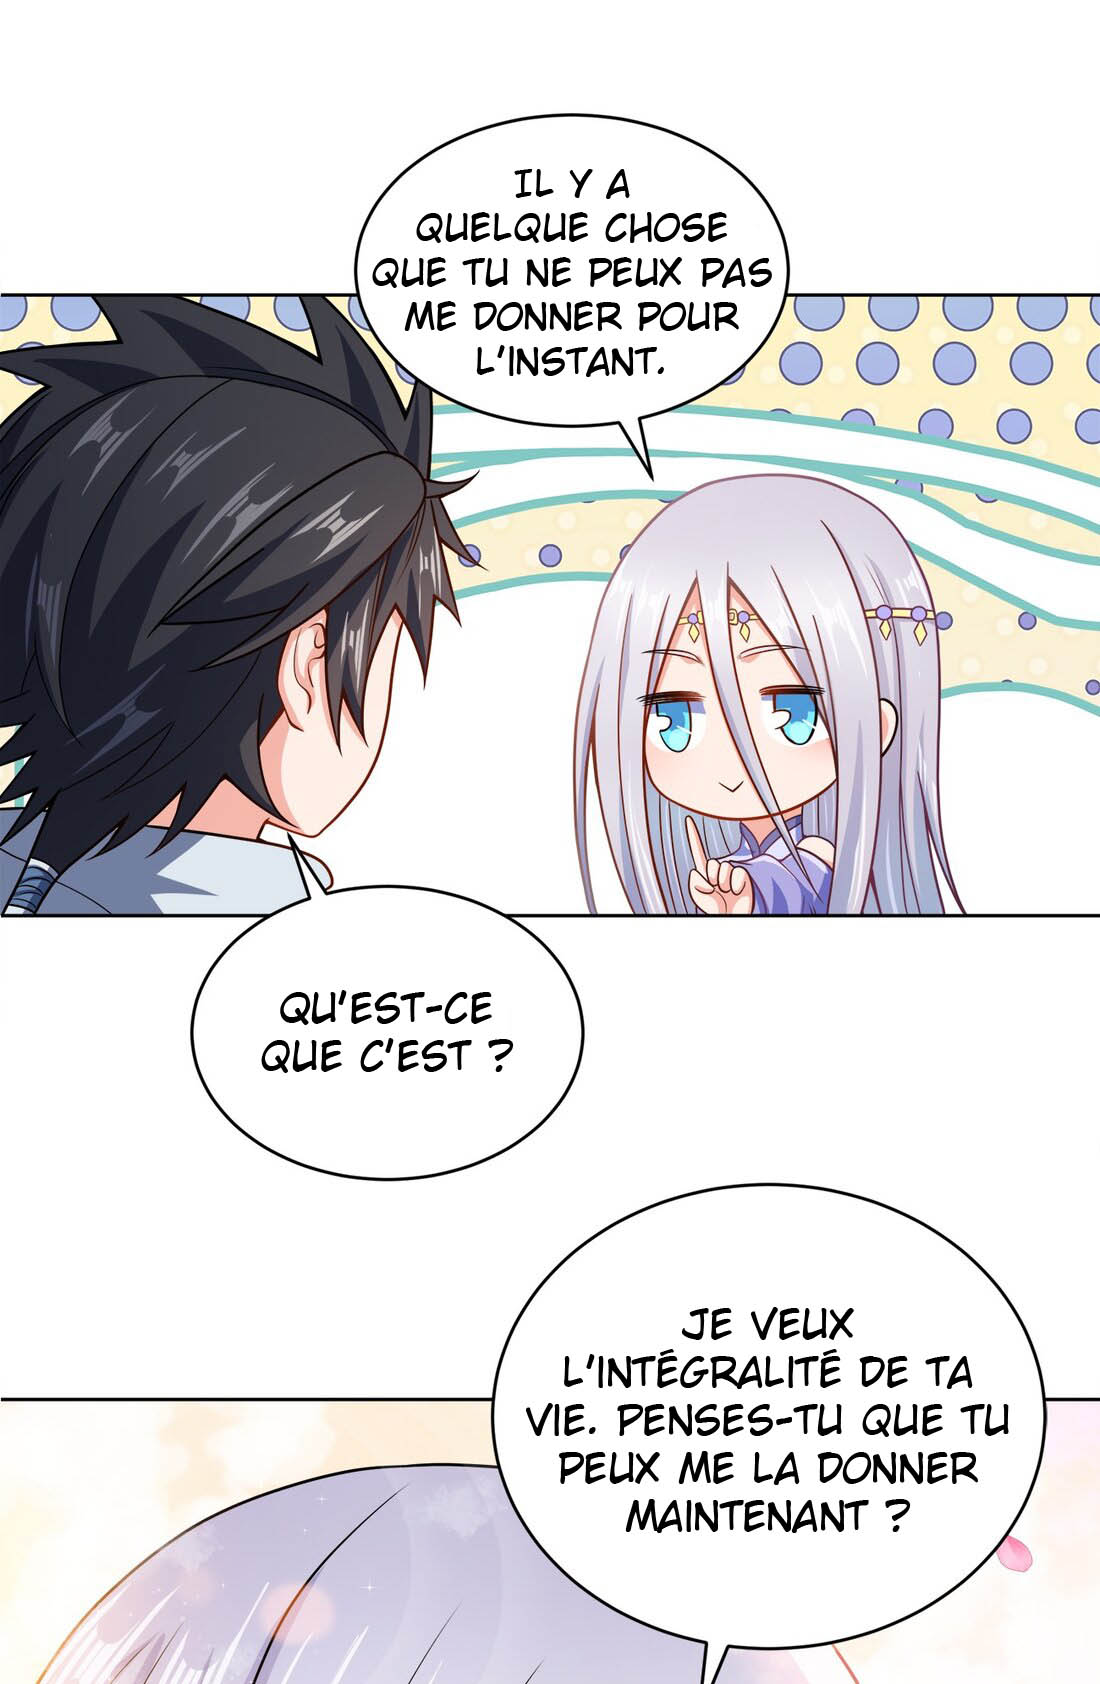 IL Y A
QUELQUE CHOSE
QUE TU NE PEUX PAS
ME DONNER POUR
L'INSTANT.
QU'EST-CE
QUE C'EST ?
JE VEUX
L'INTÉGRALITÉ DE TA
VIE. PENSES-TU QUE TU
PEUX ME LA DONNER
MAINTENANT ?